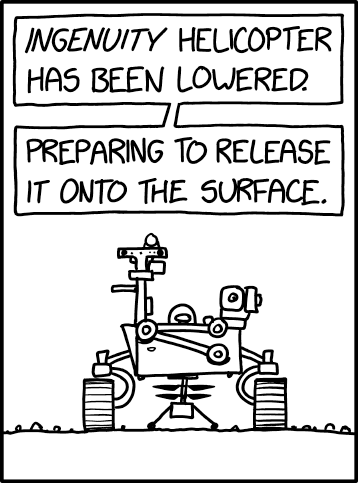 INGENUITY HELICOPTER
HAS BEEN LOWERED.
PREPARING TO RELEASE
IT ONTO THE SURFACE.